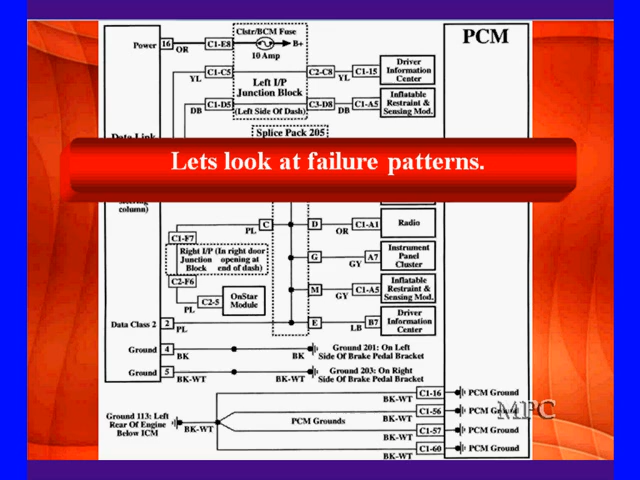 PCM
Clstr/BCM Fuse
Power 16 OR C1-E8 B+
10 Amp
YL C1-C5 C2-C8 YL C1-15 Driver Information Center
Left I/P
Junction Block
DB C1-D5 (Left Side Of Dash) C3-D8 DB C1-A5 Inflatable Restraint & Sensing Mod.
Splice Pack 205
Lets look at failure patterns.
column)
PL C D OR C1-A1 Radio
C1-F7
Right I/P (In right door
Junction opening at
Block end of dash)
G GY A7 Instrument Panel Cluster
C2-F6
PL C2-5 OnStar Module
M GY C1-A5 Inflatable Restraint & Sensing Mod.
Data Class 2 2 PL E LB B7 Driver Information Center
Ground 4 BK BK Ground 201: On Left
Side Of Brake Pedal Bracket
Ground 5 BK-WT BK-WT Ground 203: On Right
Side Of Brake Pedal Bracket
BK-WT C1-16 PCM Ground
BK-WT C1-56 PCM Ground
MPC
Ground 113: Left
Rear Of Engine
Below ICM
BK-WT PCM Grounds
BK-WT C1-57 PCM Ground
BK-WT C1-60 PCM Ground